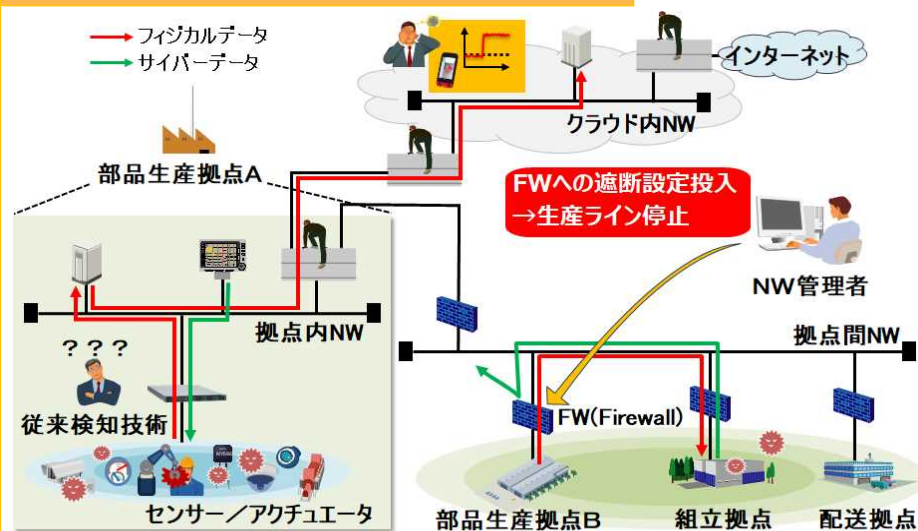 フィジカルデータ
サイバーデータ
インターネット
クラウド内NW
部品生産拠点A
FWへの遮断設定投入
→生産ライン停止
NW管理者
拠点内NW
拠点間NW
？？？
従来検知技術
FW(Firewall)
センサー／アクチュエータ
部品生産拠点B
組立拠点
配送拠点